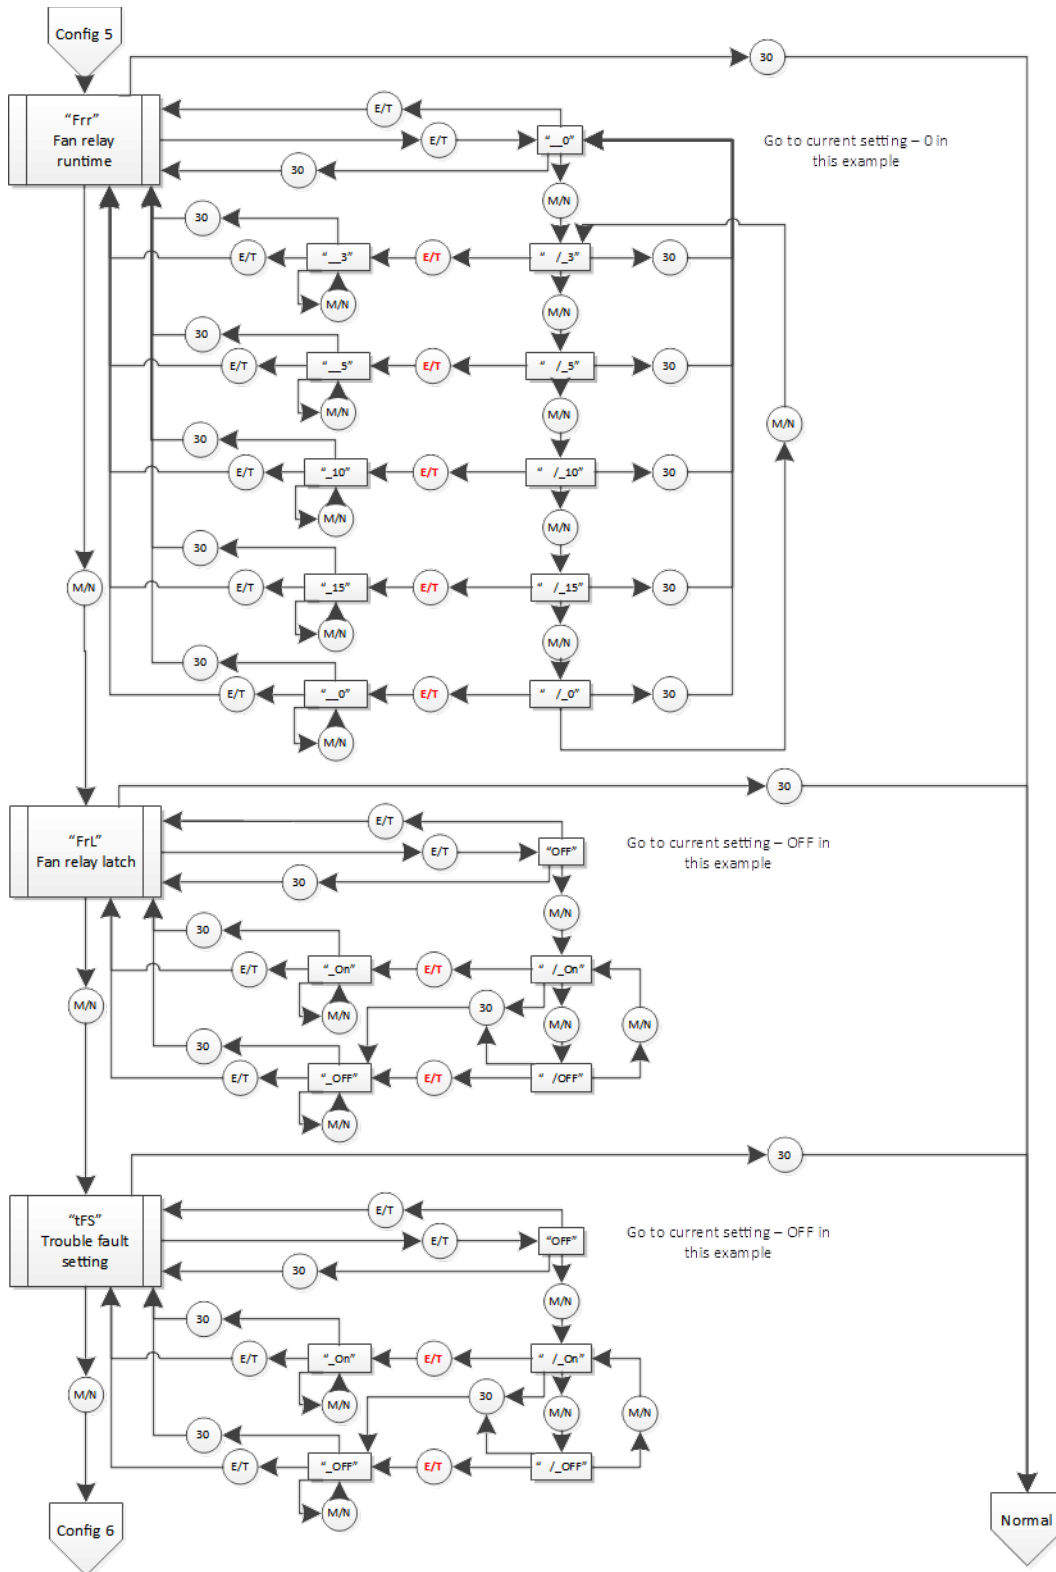 Config 5
30
“Frr”
Fan relay
runtime
E/T
E/T
“__0”
Go to current setting – 0 in
this example
30
M/N
30
E/T
“__3”
E/T
“ /_3”
30
M/N
M/N
30
E/T
“__5”
E/T
“ /_5”
30
M/N
M/N
M/N
30
E/T
“_10”
E/T
“ /_10”
30
M/N
M/N
30
E/T
“_15”
E/T
“ /_15”
30
M/N
M/N
M/N
30
E/T
“__0”
E/T
“ /_0”
30
M/N
30
“FrL”
Fan relay latch
E/T
E/T
“OFF”
Go to current setting – OFF in
this example
30
M/N
30
E/T
“_On”
E/T
“ /_On”
M/N
M/N
30
M/N
M/N
30
E/T
“_OFF”
E/T
“ /OFF”
M/N
30
“tFS”
Trouble fault
setting
E/T
E/T
“OFF”
Go to current setting – OFF in
this example
30
M/N
30
E/T
“_On”
E/T
“ /_On”
M/N
M/N
30
M/N
M/N
30
E/T
“_OFF”
E/T
“ /_OFF”
M/N
Config 6
Normal